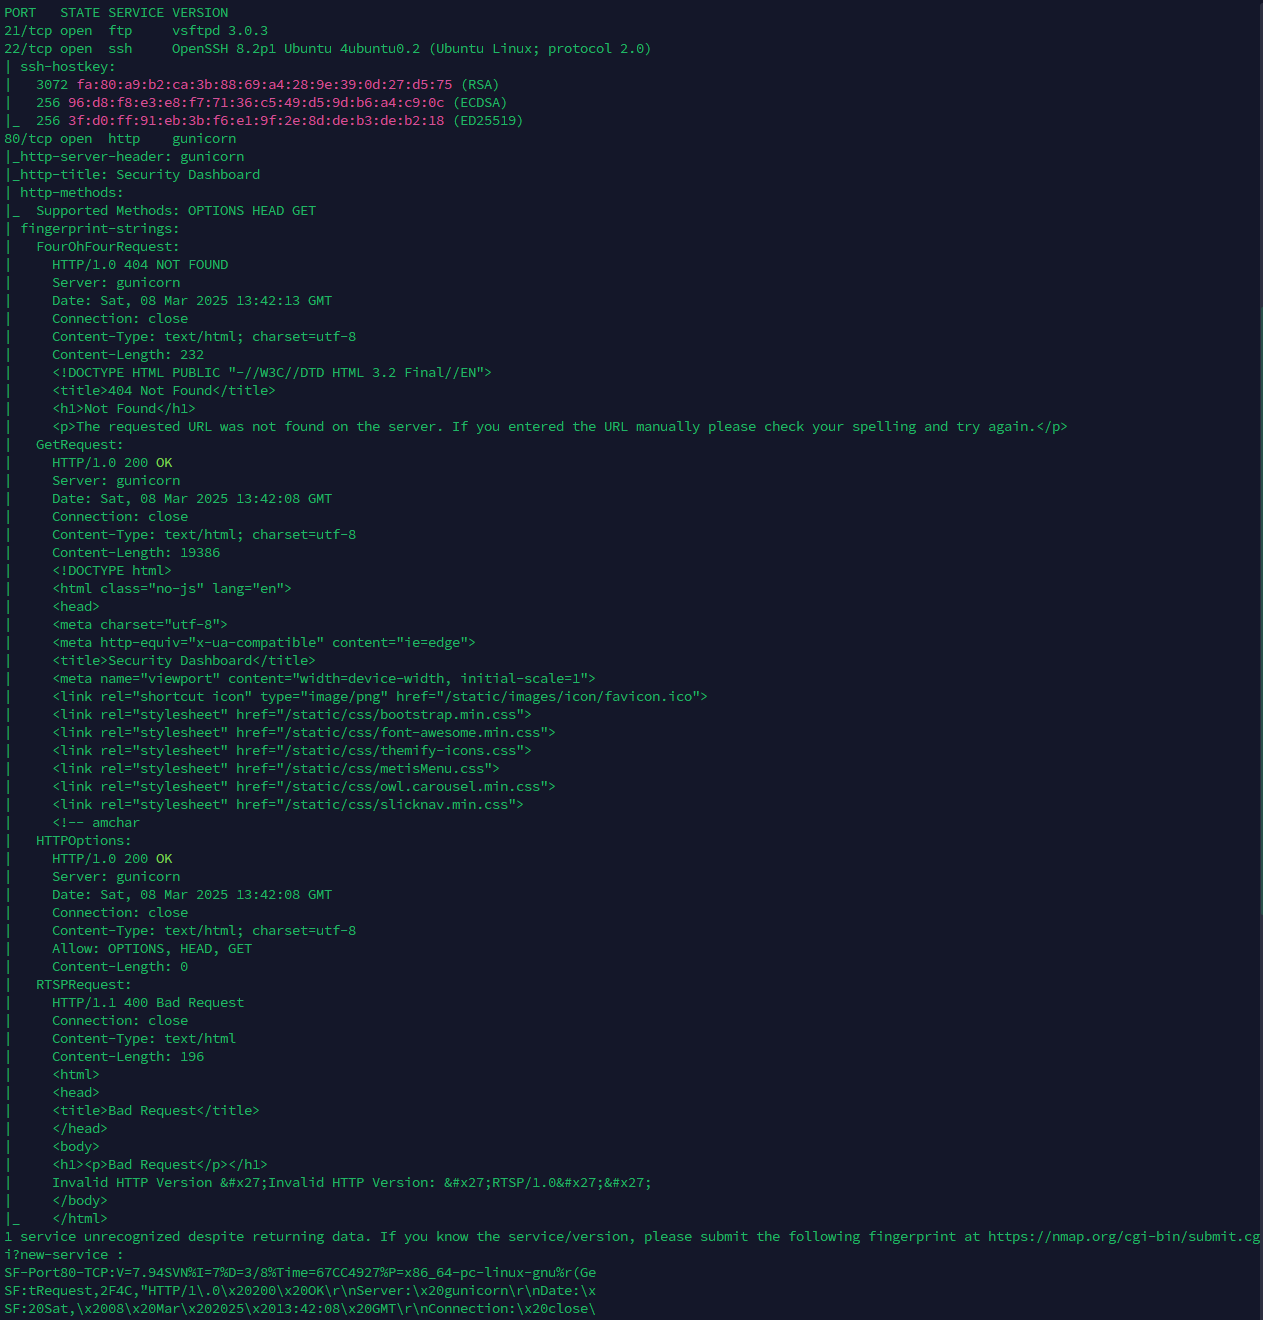 PORT   STATE SERVICE VERSION
21/tcp open  ftp     vsftpd 3.0.3
22/tcp open  ssh     OpenSSH 8.2p1 Ubuntu 4ubuntu0.2 (Ubuntu Linux; protocol 2.0)
| ssh-hostkey:
|   3072 fa:80:a9:b2:ca:3b:88:69:a4:28:9e:39:0d:27:d5:75 (RSA)
|   256 96:d8:f8:e3:e8:f7:71:36:c5:49:d5:9d:b6:a4:c9:0c (ECDSA)
|_  256 3f:d0:ff:91:eb:3b:f6:e1:9f:2e:8d:de:b3:de:b2:18 (ED25519)
80/tcp open  http    gunicorn
|_http-server-header: gunicorn
|_http-title: Security Dashboard
| http-methods:
|_  Supported Methods: OPTIONS HEAD GET
| fingerprint-strings:
|   FourOhFourRequest:
|     HTTP/1.0 404 NOT FOUND
|     Server: gunicorn
|     Date: Sat, 08 Mar 2025 13:42:13 GMT
|     Connection: close
|     Content-Type: text/html; charset=utf-8
|     Content-Length: 232
|     <!DOCTYPE HTML PUBLIC "-//W3C//DTD HTML 3.2 Final//EN">
|     <title>404 Not Found</title>
|     <h1>Not Found</h1>
|     <p>The requested URL was not found on the server. If you entered the URL manually please check your spelling and try again.</p>
|   GetRequest:
|     HTTP/1.0 200 OK
|     Server: gunicorn
|     Date: Sat, 08 Mar 2025 13:42:08 GMT
|     Connection: close
|     Content-Type: text/html; charset=utf-8
|     Content-Length: 19386
|     <!DOCTYPE html>
|     <html class="no-js" lang="en">
|     <head>
|     <meta charset="utf-8">
|     <meta http-equiv="x-ua-compatible" content="ie=edge">
|     <title>Security Dashboard</title>
|     <meta name="viewport" content="width=device-width, initial-scale=1">
|     <link rel="shortcut icon" type="image/png" href="/static/images/icon/favicon.ico">
|     <link rel="stylesheet" href="/static/css/bootstrap.min.css">
|     <link rel="stylesheet" href="/static/css/font-awesome.min.css">
|     <link rel="stylesheet" href="/static/css/themify-icons.css">
|     <link rel="stylesheet" href="/static/css/metisMenu.css">
|     <link rel="stylesheet" href="/static/css/owl.carousel.min.css">
|     <link rel="stylesheet" href="/static/css/slicknav.min.css">
|     <!-- amchar
|   HTTPOptions:
|     HTTP/1.0 200 OK
|     Server: gunicorn
|     Date: Sat, 08 Mar 2025 13:42:08 GMT
|     Connection: close
|     Content-Type: text/html; charset=utf-8
|     Allow: OPTIONS, HEAD, GET
|     Content-Length: 0
|   RTSPRequest:
|     HTTP/1.1 400 Bad Request
|     Connection: close
|     Content-Type: text/html
|     Content-Length: 196
|     <html>
|     <head>
|     <title>Bad Request</title>
|     </head>
|     <body>
|     <h1><p>Bad Request</p></h1>
|     Invalid HTTP Version &#x27;Invalid HTTP Version: &#x27;RTSP/1.0&#x27;&#x27;
|     </body>
|_    </html>
1 service unrecognized despite returning data. If you know the service/version, please submit the following fingerprint at https://nmap.org/cgi-bin/submit.cg
i?new-service :
SF-Port80-TCP:V=7.94SVN%I=7%D=3/8%Time=67CC4927%P=x86_64-pc-linux-gnu%r(Ge
SF:tRequest,2F4C,"HTTP/1\.0\x20200\x20OK\r\nServer:\x20gunicorn\r\nDate:\x
SF:20Sat,\x2008\x20Mar\x202025\x2013:42:08\x20GMT\r\nConnection:\x20close\